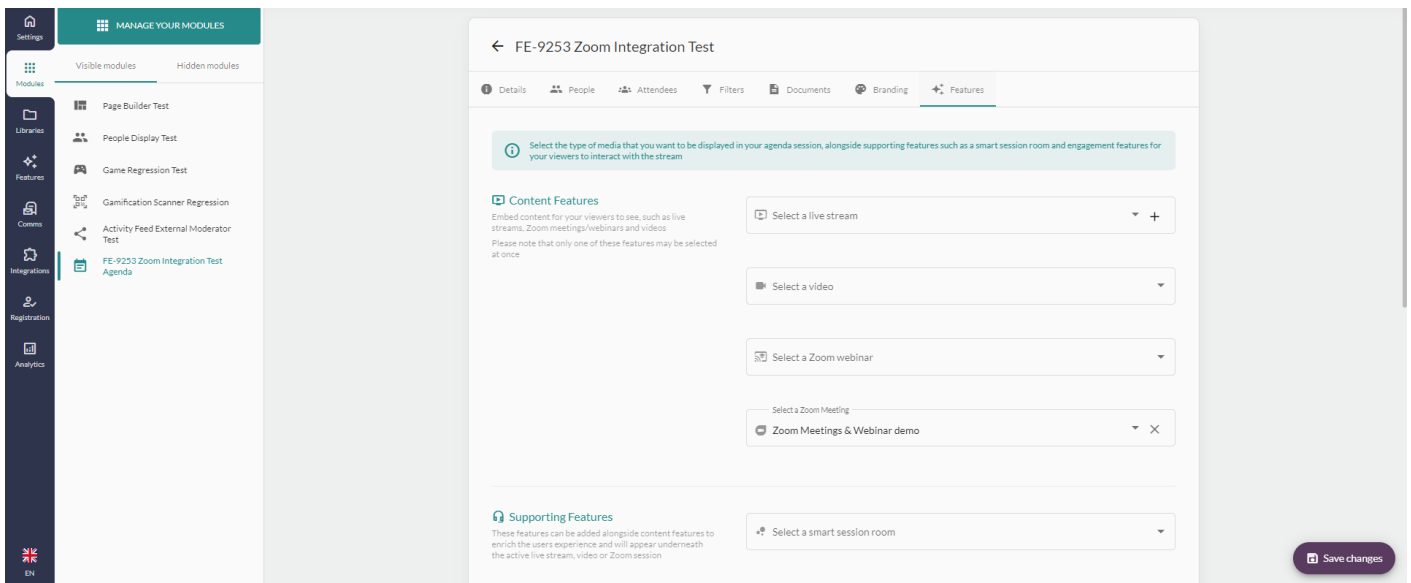 Settings
Modules
Libraries
Features
Comms
Integrations
Registration
Analytics
EN
MANAGE YOUR MODULES
Visible modules
Hidden modules
Page Builder Test
People Display Test
Game Regression Test
Gamification Scanner Regression
Activity Feed External Moderator
Test
FE-9253 Zoom Integration Test
Agenda
FE-9253 Zoom Integration Test
Details
People
Attendees
Filters
Documents
Branding
Features
Select the type of media that you want to be displayed in your agenda session, alongside supporting features such as a smart session room and engagement features for
your viewers to interact with the stream
Content Features
Embed content for your viewers to see, such as live
streams, Zoom meetings/webinars and videos
Please note that only one of these features may be selected
at once
Select a live stream
Select a video
Select a Zoom webinar
Select a Zoom Meeting
Zoom Meetings & Webinar demo
Supporting Features
These features can be added alongside content features to
enrich the users experience and will appear underneath
the active live stream, video or Zoom session
Select a smart session room
Save changes